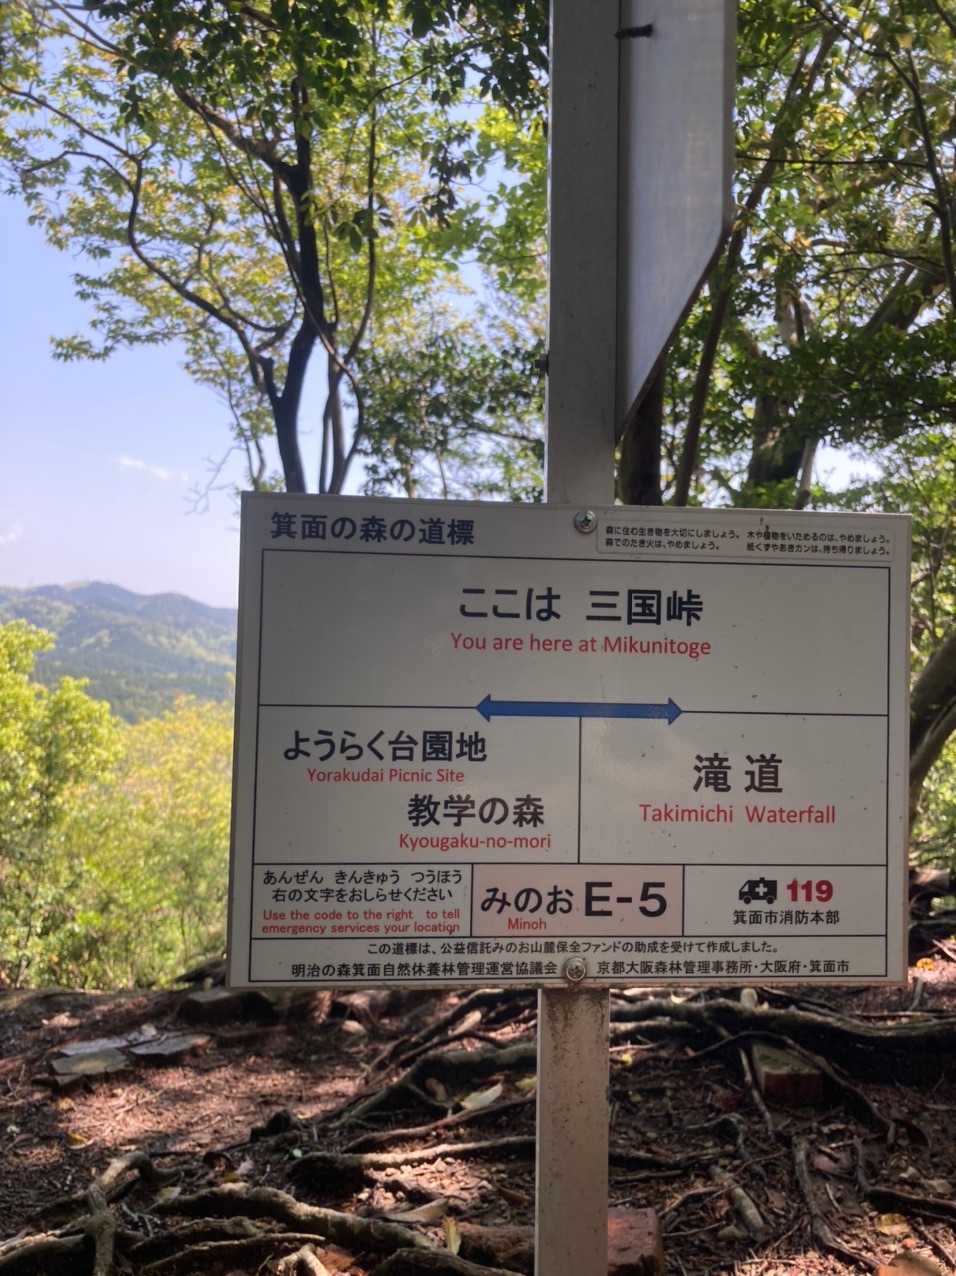 箕面の森の道標
森に住む生き物を大切にしましょう。 木や植物をいためるのは、やめましょう。
森でのたき火は、やめましょう。 紙くずやあきカンは、持ち帰りましょう。
ここは 三国峠
You are here at Mikunitoge
ようらく台園地
Yorakudai Picnic Site
教学の森
Kyougaku-no-mori
滝道
Takimichi Waterfall
あんぜん きんきゅう つうほう
右の文字をおしらせください
Use the code to the right to tell
emergency services your location
みのお E-5
Minoh
119
箕面市消防本部
この道標は、公益信託みのお山麓保全ファンドの助成を受けて作成しました。
明治の森箕面自然休養林管理運営協議会 京都大阪森林管理事務所・大阪府・箕面市